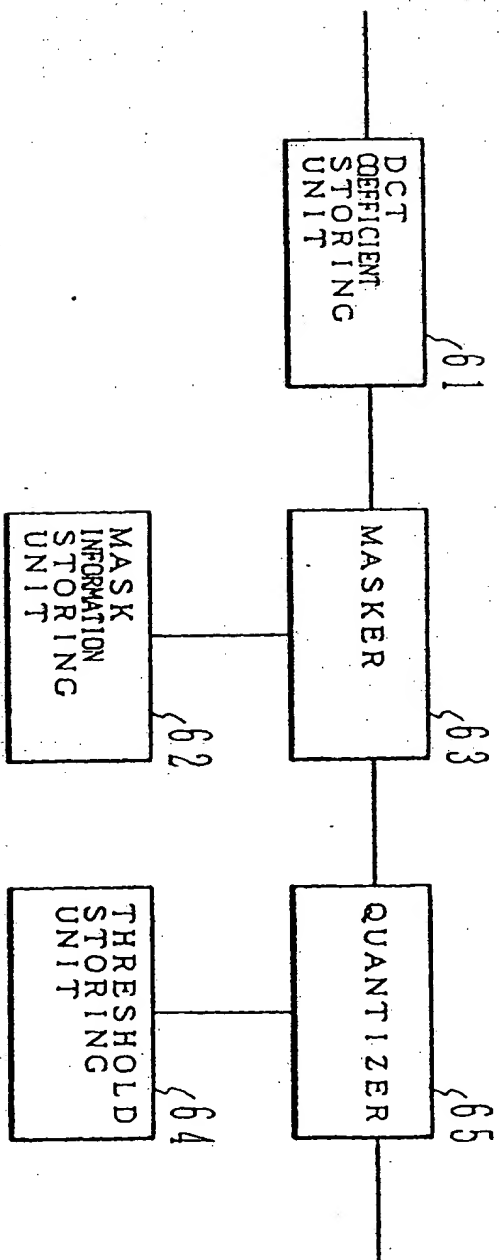 DCT
COEFFICIENT
STORING
UNIT
61
MASKER
63
QUANTIZER
65
MASK
INFORMATION
STORING
UNIT
62
THRESHOLD
STORING
UNIT
64